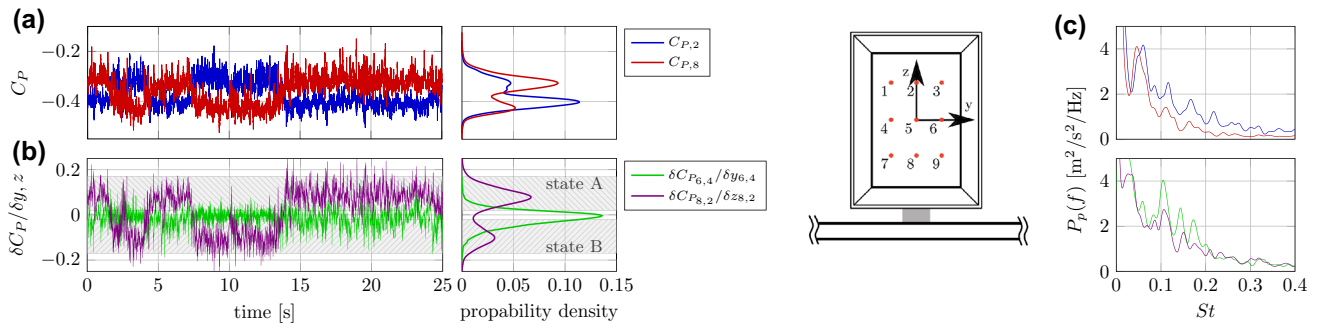 (a)
C_P
−0.2
−0.4
C_{P,2}
C_{P,8}
(b)
δC_P/δy, z
0.2
0
−0.2
state A
state B
δC_{P_{6,4}}/δy_{6,4}
δC_{P_{8,2}}/δz_{8,2}
0 5 10 15 20 25
time [s]
0 0.05 0.10 0.15
propability density
z
y
1 2 3
4 5 6
7 8 9
(c)
P_p(f) [m²/s²/Hz]
4
2
0
4
2
0
0 0.1 0.2 0.3 0.4
St